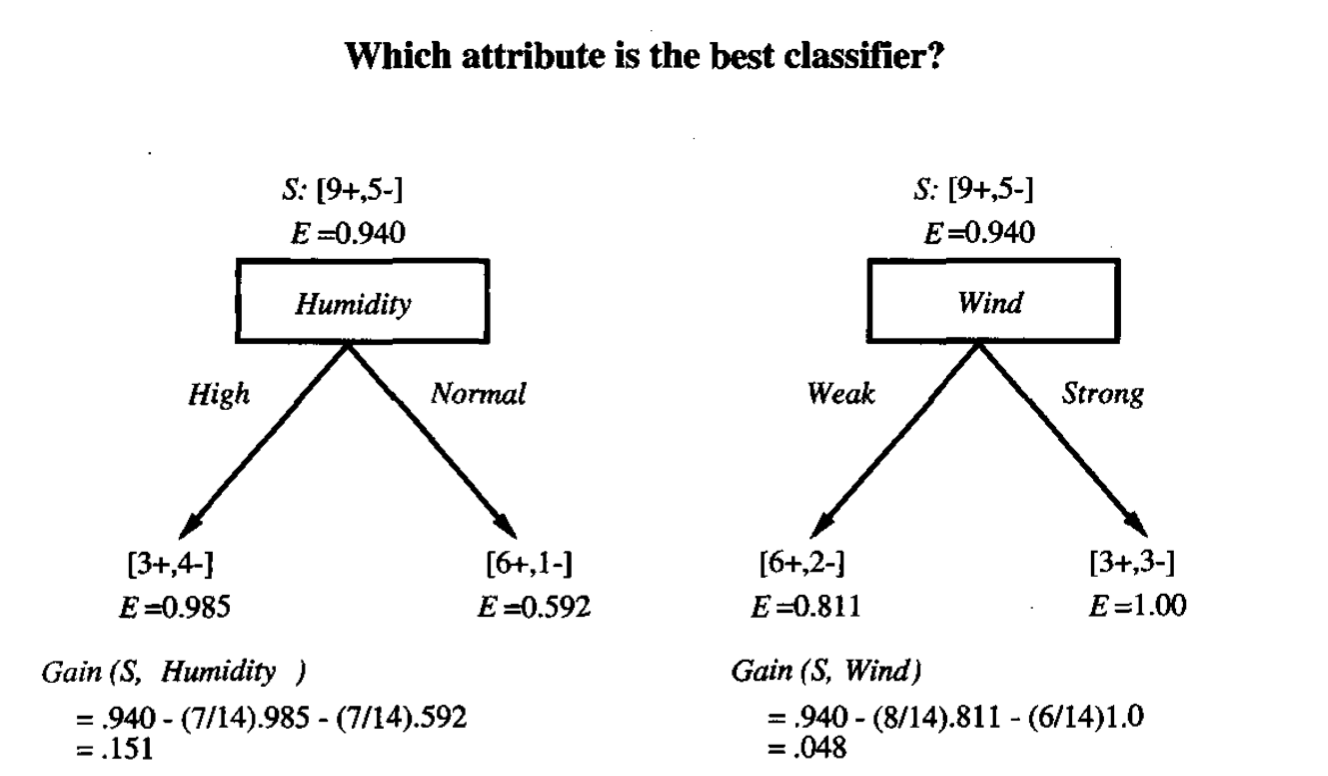 Which attribute is the best classifier?
S: [9+,5-]
E =0.940
Humidity
High
Normal
[3+,4-]
E =0.985
[6+,1-]
E =0.592
Gain (S, Humidity )
= .940 - (7/14).985 - (7/14).592
= .151
S: [9+,5-]
E =0.940
Wind
Weak
Strong
[6+,2-]
E =0.811
[3+,3-]
E =1.00
Gain (S, Wind)
= .940 - (8/14).811 - (6/14)1.0
= .048